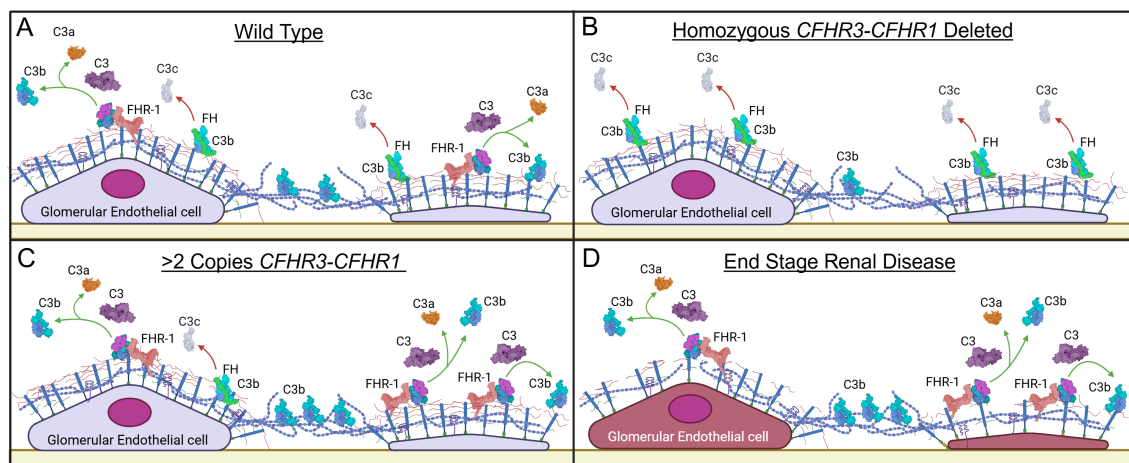 A
Wild Type
C3a
C3b
C3
C3c
FHR-1
FH
C3b
Glomerular Endothelial cell
C3c
FH
C3b
C3
C3a
FHR-1
C3b
B
Homozygous CFHR3-CFHR1 Deleted
C3c
C3c
FH
FH
C3b
C3b
Glomerular Endothelial cell
C3b
C3c
C3c
FH
FH
C3b
C3b
C
>2 Copies CFHR3-CFHR1
C3a
C3b
C3
C3c
FHR-1
FH
C3b
Glomerular Endothelial cell
C3b
C3a
C3b
C3
C3
FHR-1
FHR-1
C3b
D
End Stage Renal Disease
C3a
C3b
C3
FHR-1
Glomerular Endothelial cell
C3b
C3a
C3b
C3
C3
FHR-1
FHR-1
C3b